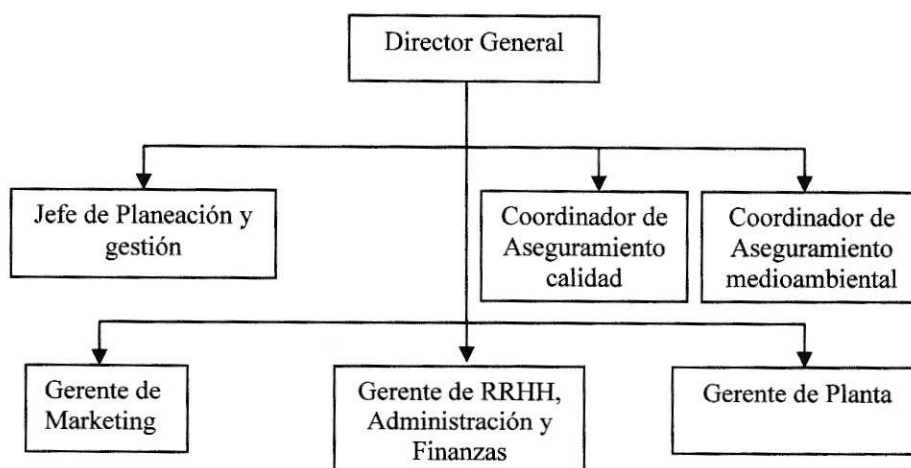 Director General
Jefe de Planeación y
gestión
Coordinador de
Aseguramiento
calidad
Coordinador de
Aseguramiento
medioambiental
Gerente de
Marketing
Gerente de RRHH,
Administración y
Finanzas
Gerente de Planta